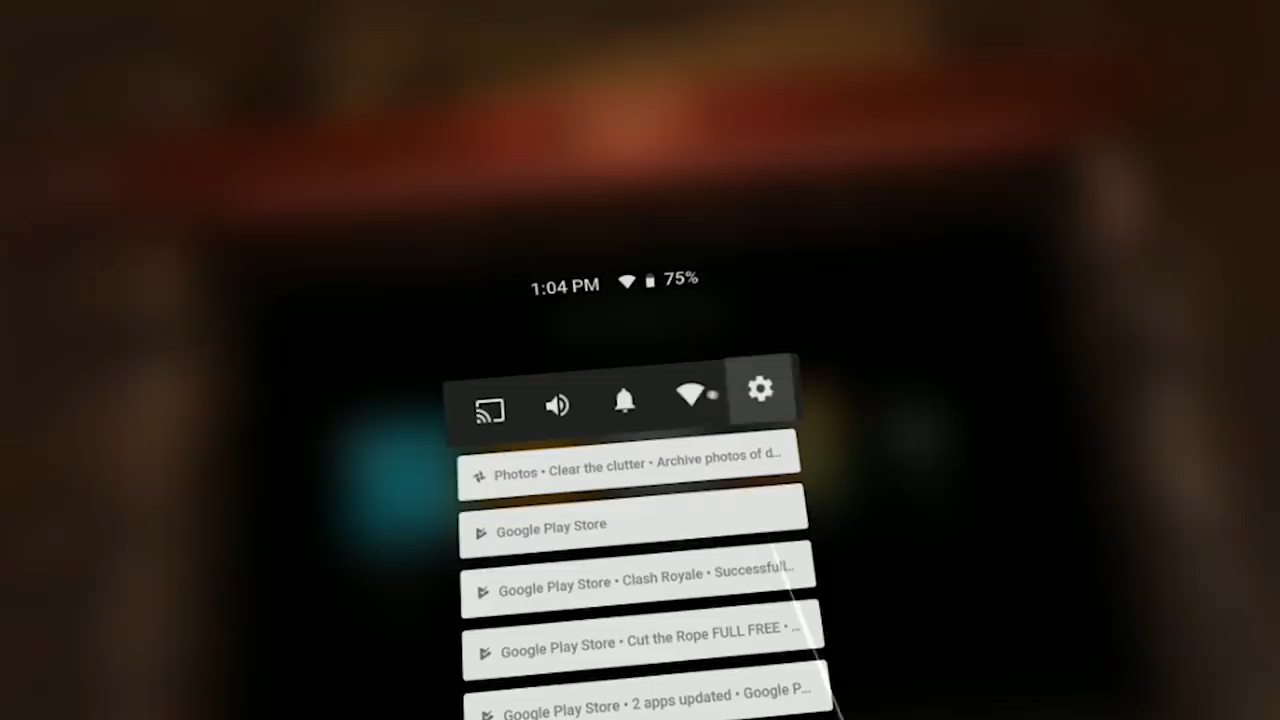 1:04 PM 75%
Photos • Clear the clutter • Archive photos of d...
Google Play Store
Google Play Store • Clash Royale • Successfull...
Google Play Store • Cut the Rope FULL FREE • ...
Google Play Store • 2 apps updated • Google P...